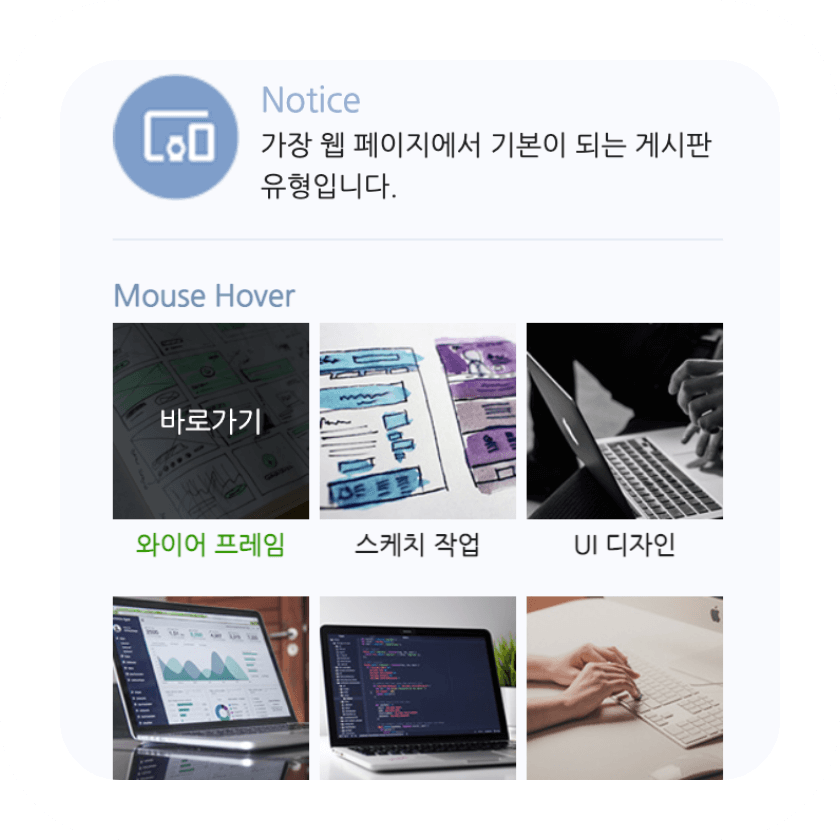 Notice
가장 웹 페이지에서 기본이 되는 게시판
유형입니다.
Mouse Hover
바로가기
와이어 프레임
스케치 작업
UI 디자인